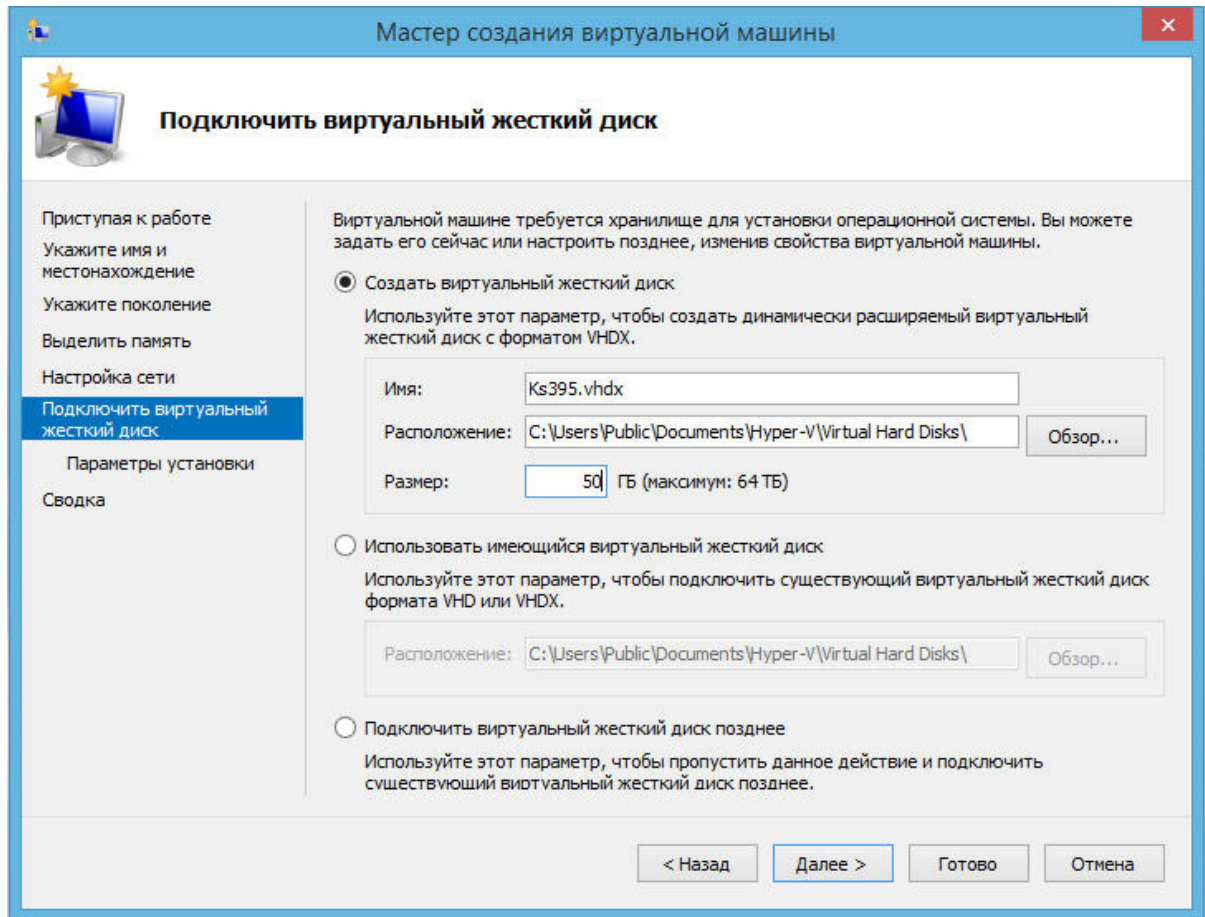 Мастер создания виртуальной машины
Подключить виртуальный жесткий диск
Приступая к работе
Укажите имя и
местонахождение
Укажите поколение
Выделить память
Настройка сети
Подключить виртуальный
жесткий диск
Параметры установки
Сводка
Виртуальной машине требуется хранилище для установки операционной системы. Вы можете
задать его сейчас или настроить позднее, изменив свойства виртуальной машины.
Создать виртуальный жесткий диск
Используйте этот параметр, чтобы создать динамически расширяемый виртуальный
жесткий диск с форматом VHDX.
Имя: Ks395.vhdx
Расположение: C:\Users\Public\Documents\Hyper-V\Virtual Hard Disks\ Обзор...
Размер: 50 ГБ (максимум: 64 ТБ)
Использовать имеющийся виртуальный жесткий диск
Используйте этот параметр, чтобы подключить существующий виртуальный жесткий диск
формата VHD или VHDX.
Расположение: C:\Users\Public\Documents\Hyper-V\Virtual Hard Disks\ Обзор...
Подключить виртуальный жесткий диск позднее
Используйте этот параметр, чтобы пропустить данное действие и подключить
существующий виртуальный жесткий диск позднее.
< Назад Далее > Готово Отмена